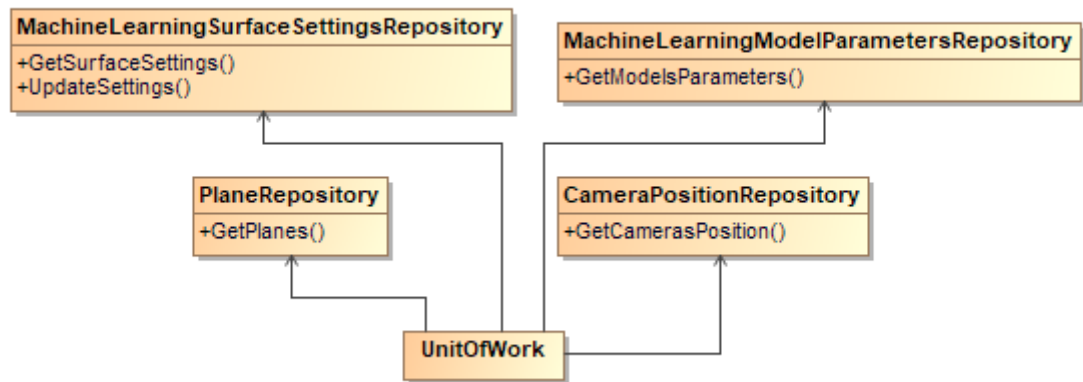 MachineLearningSurfaceSettingsRepository
+GetSurfaceSettings()
+UpdateSettings()
MachineLearningModelParametersRepository
+GetModelsParameters()
PlaneRepository
+GetPlanes()
CameraPositionRepository
+GetCamerasPosition()
UnitOfWork